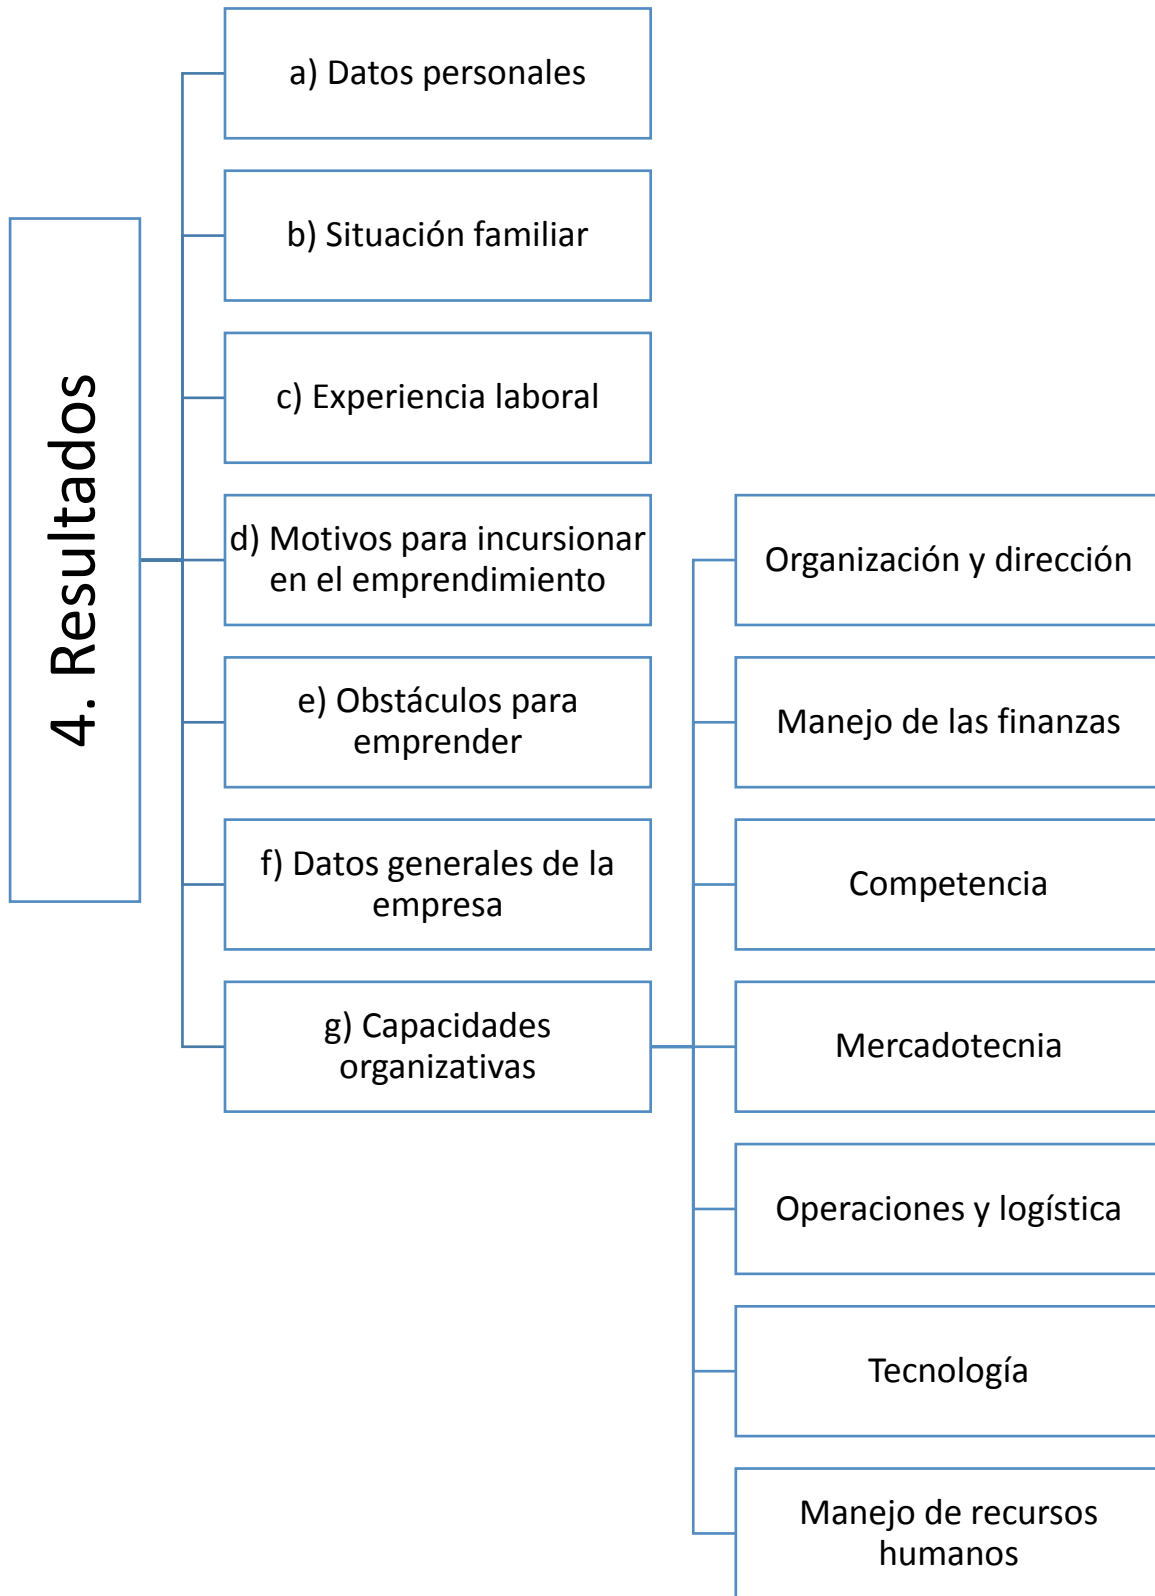 4. Resultados
a) Datos personales
b) Situación familiar
c) Experiencia laboral
d) Motivos para incursionar
en el emprendimiento
e) Obstáculos para
emprender
f) Datos generales de la
empresa
g) Capacidades
organizativas
Organización y dirección
Manejo de las finanzas
Competencia
Mercadotecnia
Operaciones y logística
Tecnología
Manejo de recursos
humanos